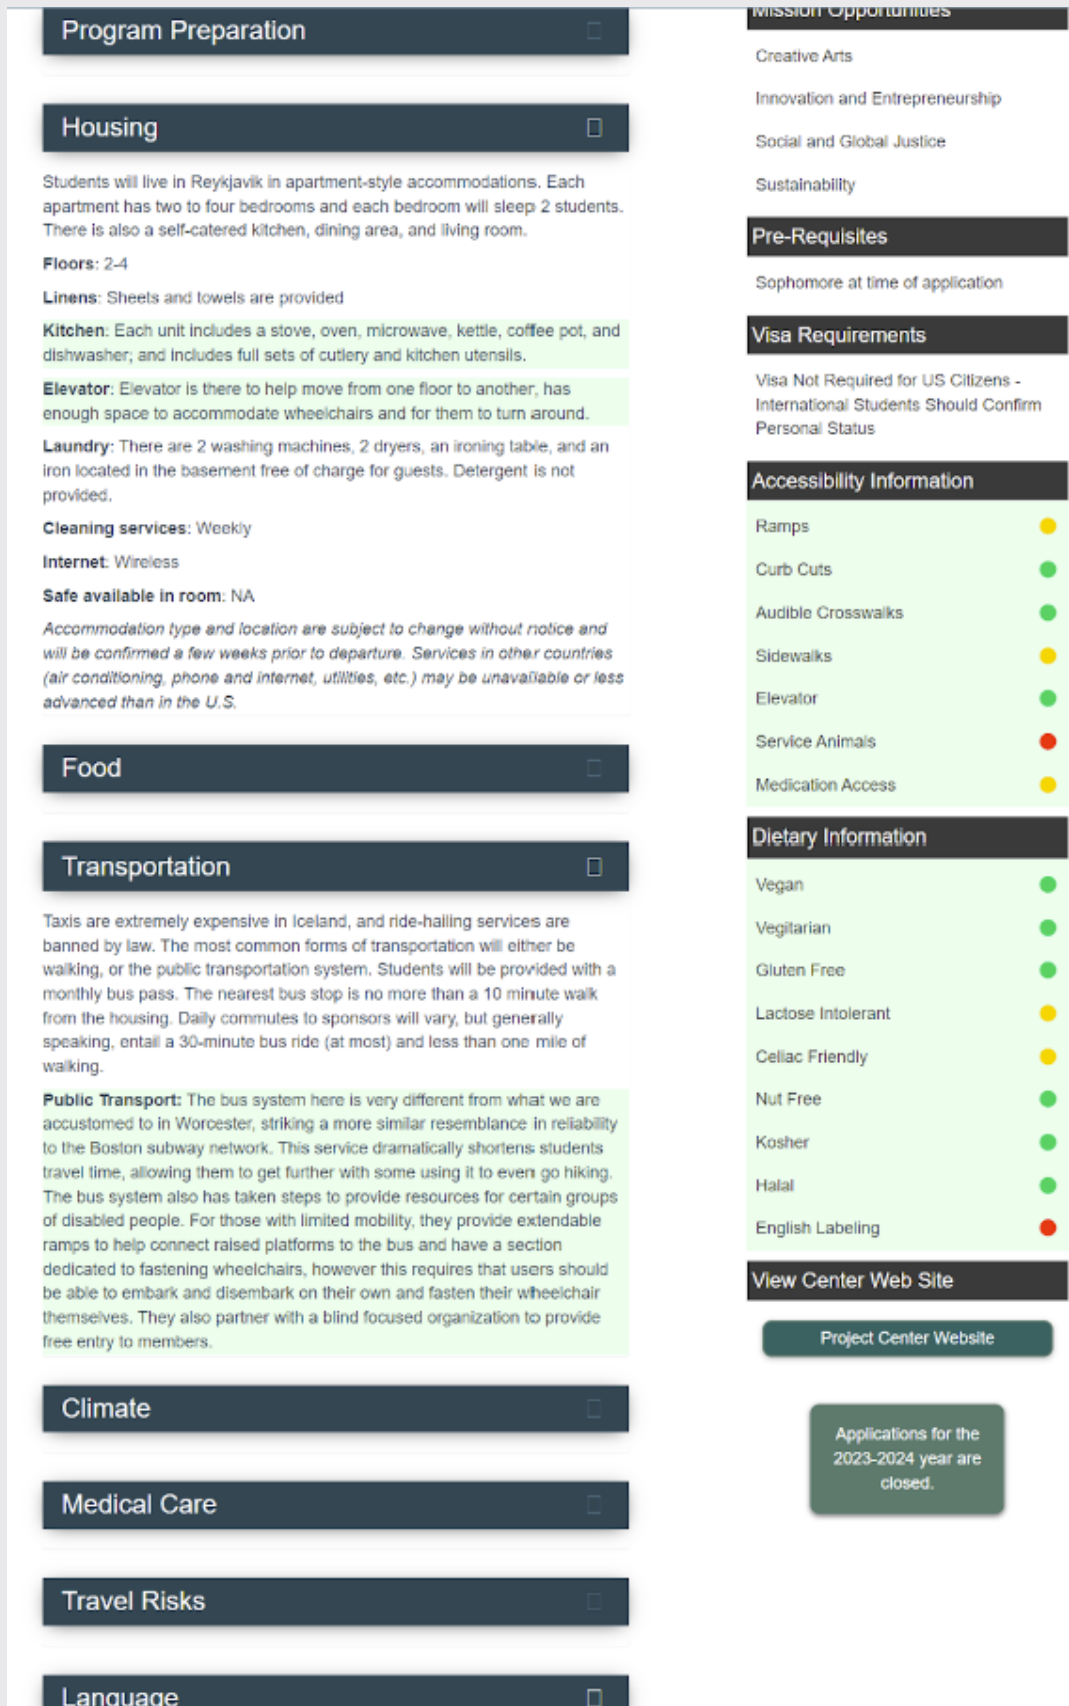 Program Preparation
Housing
Students will live in Reykjavik in apartment-style accommodations. Each
apartment has two to four bedrooms and each bedroom will sleep 2 students.
There is also a self-catered kitchen, dining area, and living room.
Floors: 2-4
Linens: Sheets and towels are provided
Kitchen: Each unit includes a stove, oven, microwave, kettle, coffee pot, and
dishwasher; and includes full sets of cutlery and kitchen utensils.
Elevator: Elevator is there to help move from one floor to another, has
enough space to accommodate wheelchairs and for them to turn around.
Laundry: There are 2 washing machines, 2 dryers, an ironing table, and an
iron located in the basement free of charge for guests. Detergent is not
provided.
Cleaning services: Weekly
Internet: Wireless
Safe available in room: NA
Accommodation type and location are subject to change without notice and
will be confirmed a few weeks prior to departure. Services in other countries
(air conditioning, phone and internet, utilities, etc.) may be unavailable or less
advanced than in the U.S.
Food
Transportation
Taxis are extremely expensive in Iceland, and ride-hailing services are
banned by law. The most common forms of transportation will either be
walking, or the public transportation system. Students will be provided with a
monthly bus pass. The nearest bus stop is no more than a 10 minute walk
from the housing. Daily commutes to sponsors will vary, but generally
speaking, entail a 30-minute bus ride (at most) and less than one mile of
walking.
Public Transport: The bus system here is very different from what we are
accustomed to in Worcester, striking a more similar resemblance in reliability
to the Boston subway network. This service dramatically shortens students
travel time, allowing them to get further with some using it to even go hiking.
The bus system also has taken steps to provide resources for certain groups
of disabled people. For those with limited mobility, they provide extendable
ramps to help connect raised platforms to the bus and have a section
dedicated to fastening wheelchairs, however this requires that users should
be able to embark and disembark on their own and fasten their wheelchair
themselves. They also partner with a blind focused organization to provide
free entry to members.
Climate
Medical Care
Travel Risks
Language
Mission Opportunities
Creative Arts
Innovation and Entrepreneurship
Social and Global Justice
Sustainability
Pre-Requisites
Sophomore at time of application
Visa Requirements
Visa Not Required for US Citizens -
International Students Should Confirm
Personal Status
Accessibility Information
Ramps
Curb Cuts
Audible Crosswalks
Sidewalks
Elevator
Service Animals
Medication Access
Dietary Information
Vegan
Vegitarian
Gluten Free
Lactose Intolerant
Celiac Friendly
Nut Free
Kosher
Halal
English Labeling
View Center Web Site
Project Center Website
Applications for the
2023-2024 year are
closed.